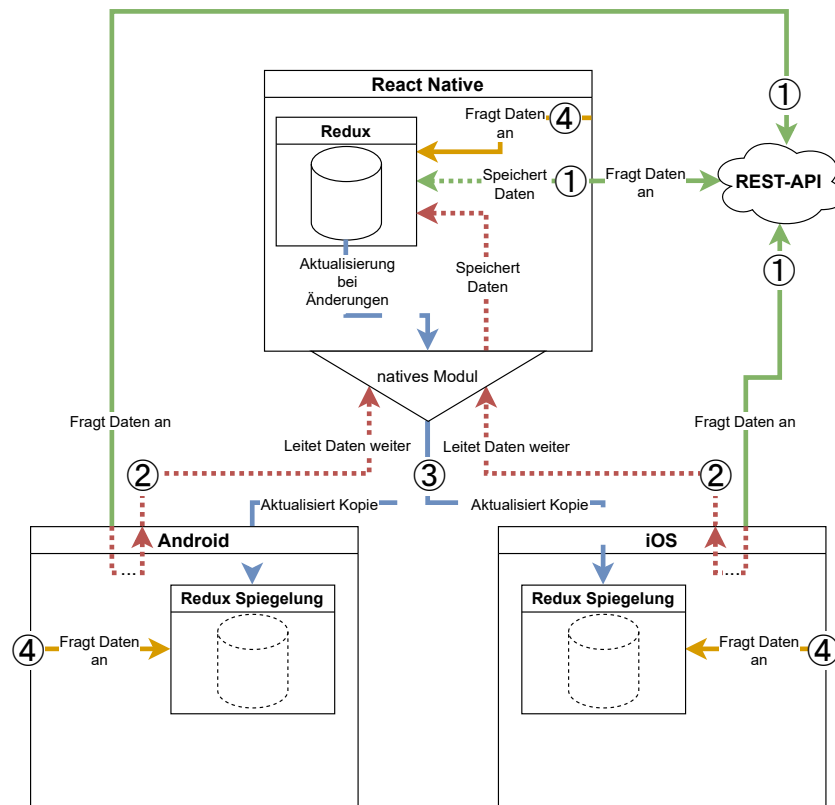 ①
React Native
Fragt Daten
an
④
Redux
Speichert
Daten
①
Fragt Daten
an
REST-API
①
Aktualisierung
bei
Änderungen
Speichert
Daten
natives Modul
Fragt Daten an
Fragt Daten an
Leitet Daten weiter
Leitet Daten weiter
②
③
②
Aktualisiert Kopie
Aktualisiert Kopie
Android
iOS
...
...
Redux Spiegelung
Redux Spiegelung
④
Fragt Daten
an
Fragt Daten
an
④